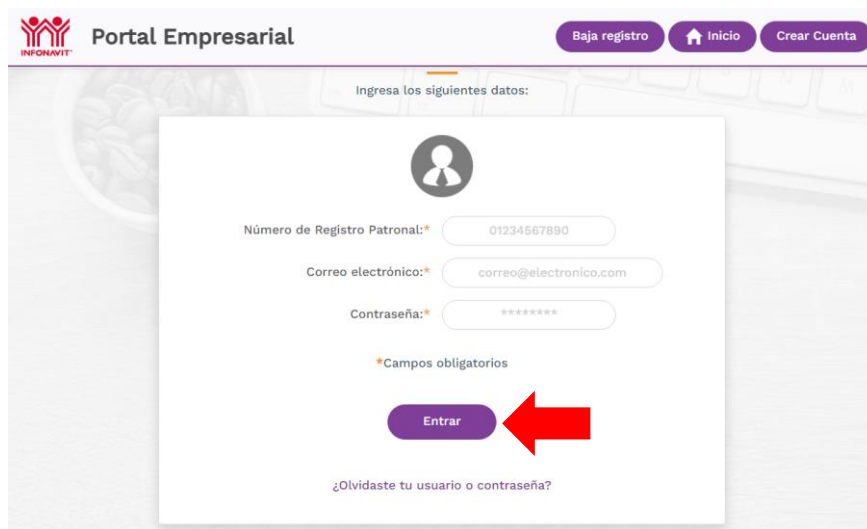 INFONAVIT
Portal Empresarial
Baja registro
Inicio
Crear Cuenta
Ingresa los siguientes datos:
Número de Registro Patronal:* 01234567890
Correo electrónico:* correo@electronico.com
Contraseña:* ********
*Campos obligatorios
Entrar
¿Olvidaste tu usuario o contraseña?